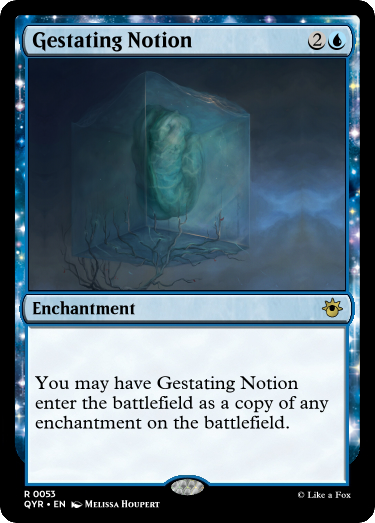 Gestating Notion 2
Enchantment
You may have Gestating Notion
enter the battlefield as a copy of any
enchantment on the battlefield.
R 0053
QYR • EN Melissa Houpert
© Like a Fox